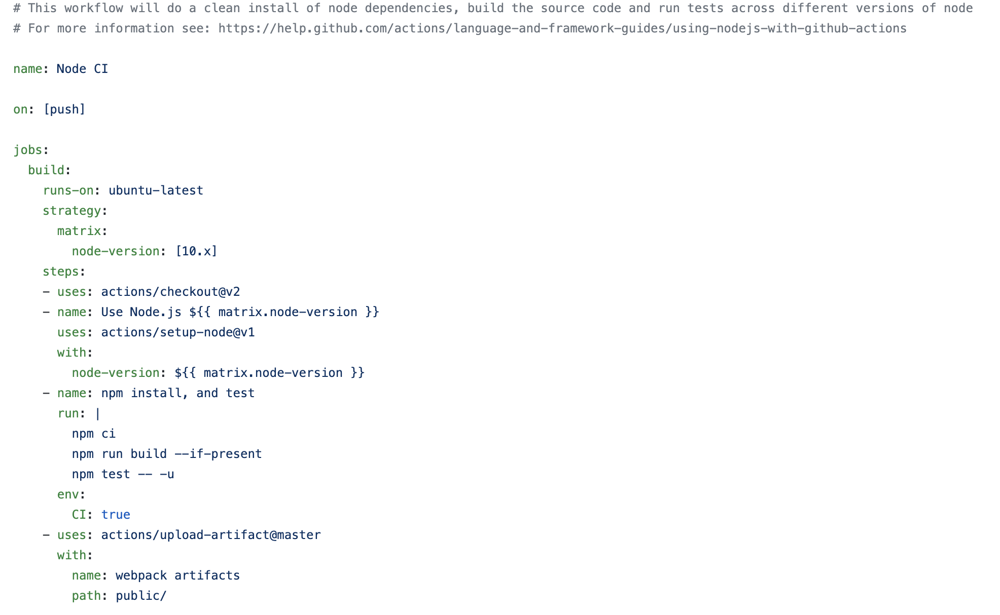 # This workflow will do a clean install of node dependencies, build the source code and run tests across different versions of node
# For more information see: https://help.github.com/actions/language-and-framework-guides/using-nodejs-with-github-actions

name: Node CI

on: [push]

jobs:
  build:
    runs-on: ubuntu-latest
    strategy:
      matrix:
        node-version: [10.x]
    steps:
    - uses: actions/checkout@v2
    - name: Use Node.js ${{ matrix.node-version }}
      uses: actions/setup-node@v1
      with:
        node-version: ${{ matrix.node-version }}
    - name: npm install, and test
      run: |
        npm ci
        npm run build --if-present
        npm test -- -u
      env:
        CI: true
    - uses: actions/upload-artifact@master
      with:
        name: webpack artifacts
        path: public/